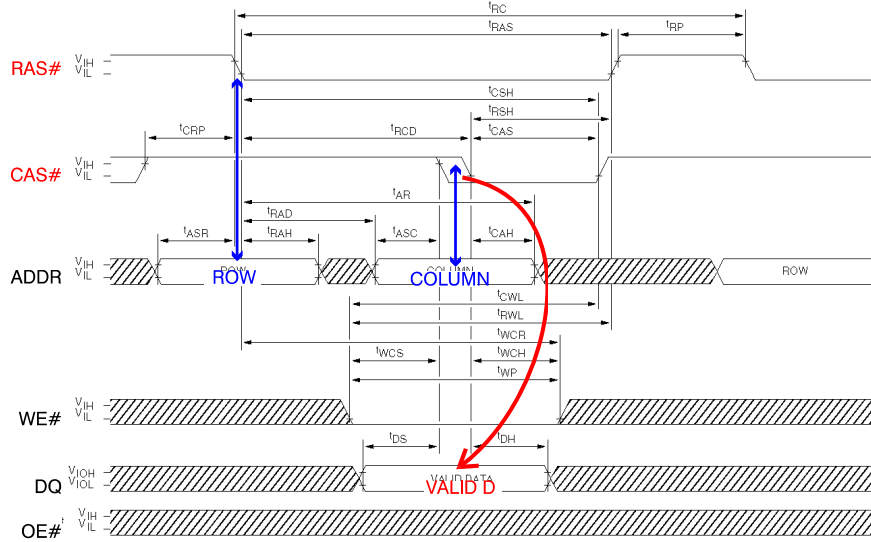 tRC
tRAS
tRP
RAS# VIH
VIL
tCSH
tRSH
tCRP
tRCD
tCAS
CAS# VIH
VIL
tAR
tRAD
tASR
tRAH
tASC
tCAH
ADDR VIH
VIL
ROW
COLUMN
ROW
tCWL
tRWL
tWCR
tWCS
tWCH
tWP
WE# VIH
VIL
tDS
tDH
DQ VIOH
VIOL
VALID DATA
VALID D
OE# VIH
VIL